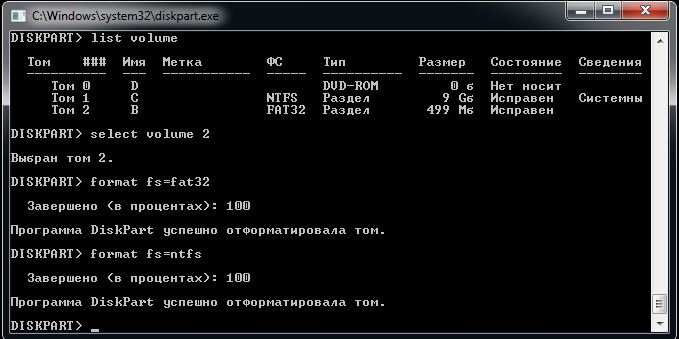 C:\Windows\system32\diskpart.exe
DISKPART> list volume
Том ### Имя Метка ФС Тип Размер Состояние Сведения
---------- --- ----------- ----- ---------- ------- --------- --------
Том 0 D DVD-ROM 0 б Нет носит
Том 1 C NTFS Раздел 9 Gб Исправен Системны
Том 2 B FAT32 Раздел 499 Mб Исправен
DISKPART> select volume 2
Выбран том 2.
DISKPART> format fs=fat32
Завершено (в процентах): 100
Программа DiskPart успешно отформатировала том.
DISKPART> format fs=ntfs
Завершено (в процентах): 100
Программа DiskPart успешно отформатировала том.
DISKPART> _